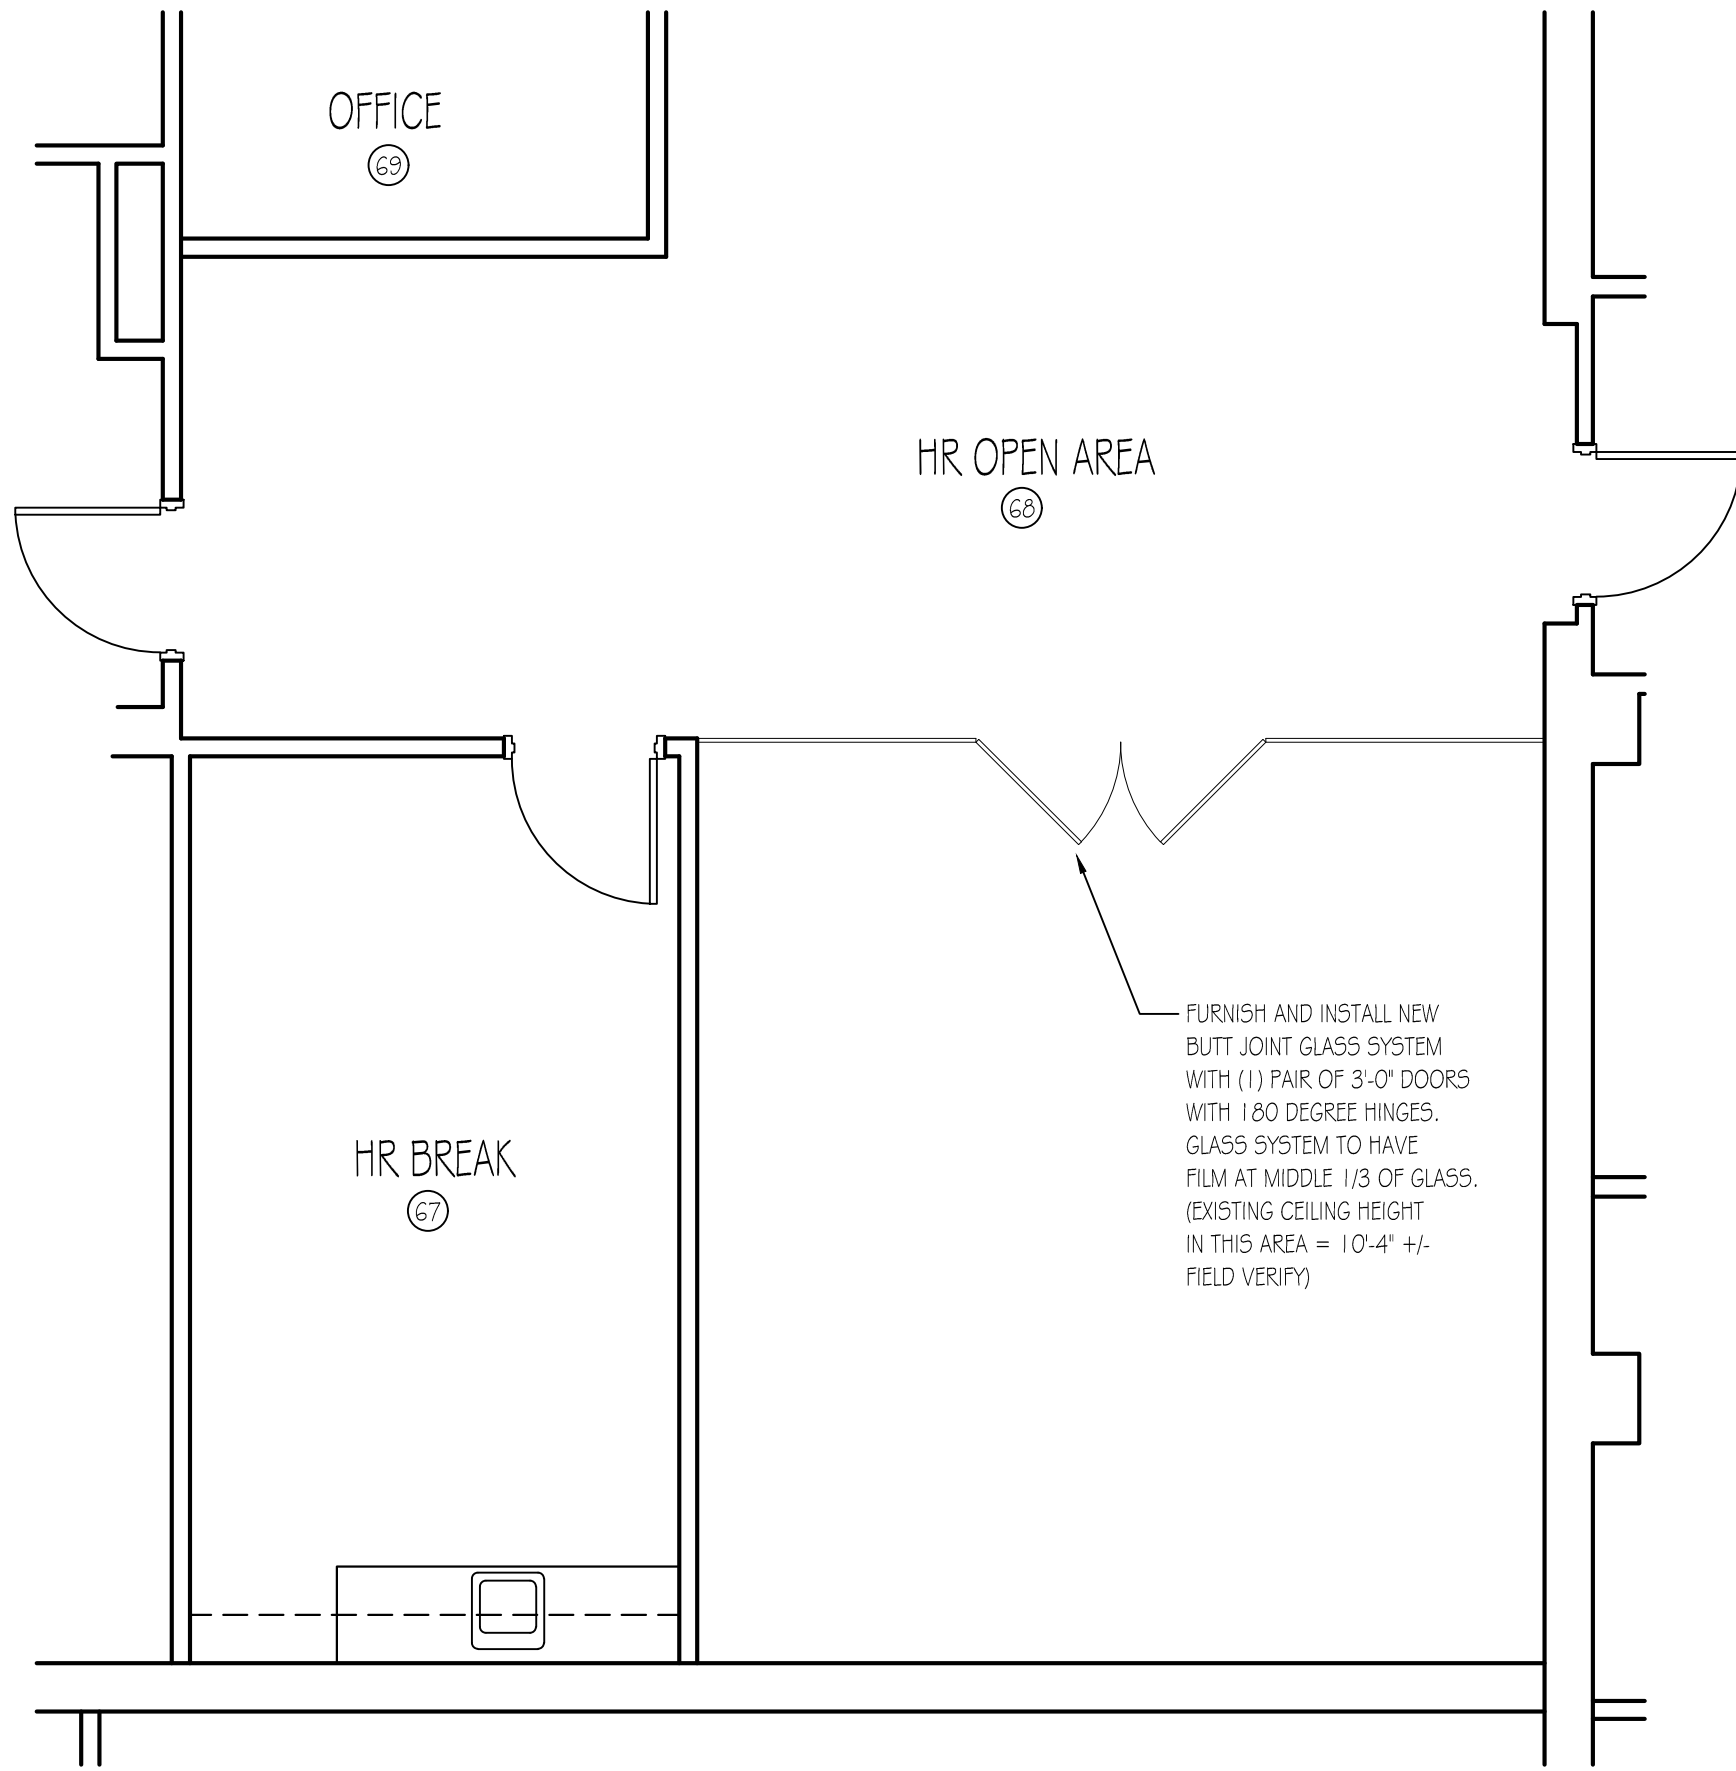 OFFICE
69
HR OPEN AREA
68
FURNISH AND INSTALL NEW
BUTT JOINT GLASS SYSTEM
WITH (1) PAIR OF 3'-0" DOORS
WITH 180 DEGREE HINGES.
GLASS SYSTEM TO HAVE
FILM AT MIDDLE 1/3 OF GLASS.
(EXISTING CEILING HEIGHT
IN THIS AREA = 10'-4" +/-
FIELD VERIFY)
HR BREAK
67